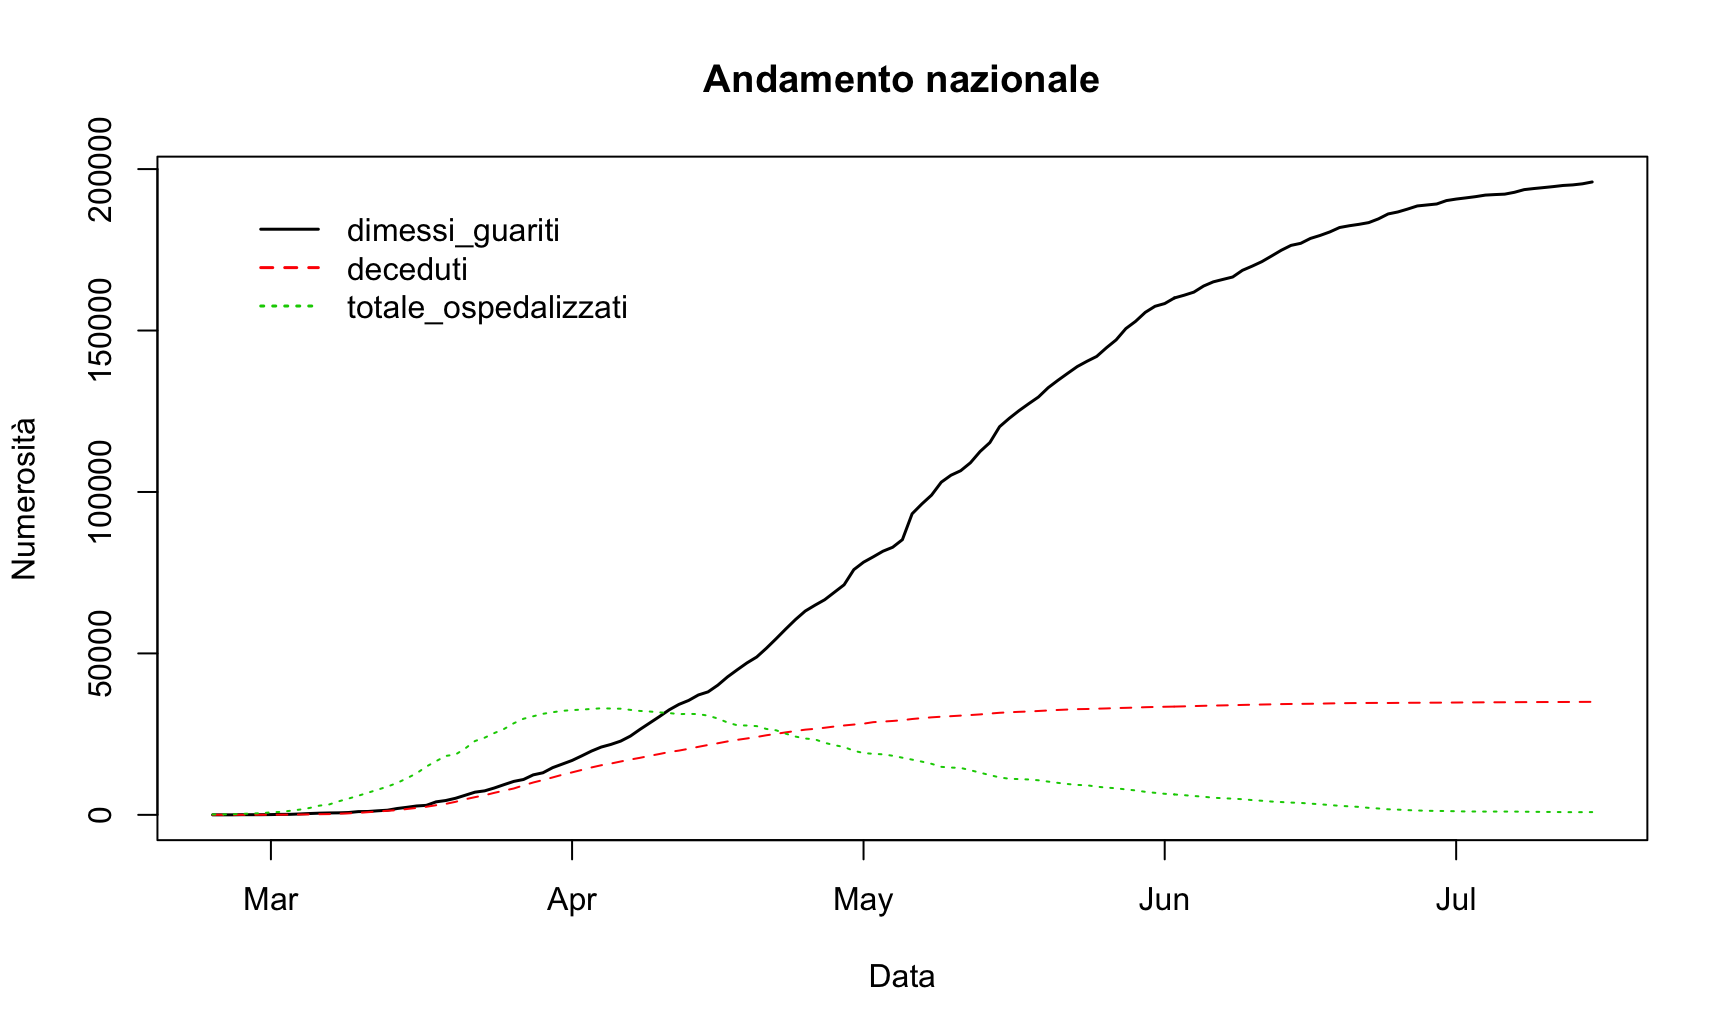 Andamento nazionale
dimessi_guariti
deceduti
totale_ospedalizzati
Numerosità
200000
150000
100000
50000
0
Mar Apr May Jun Jul
Data